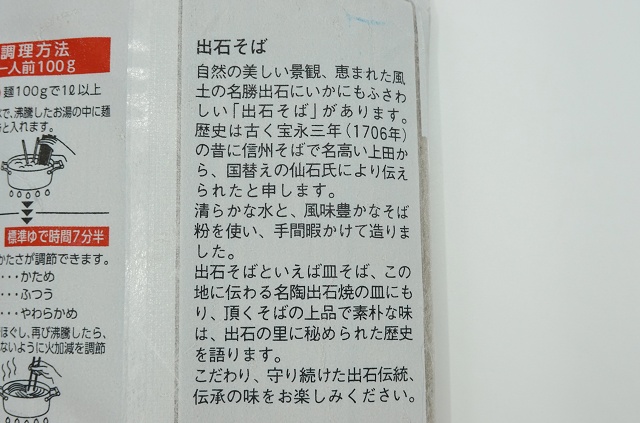 調理方法
一人前100g
麺100gで1ℓ以上
で、沸騰したお湯の中に麺
と入れます。
標準ゆで時間7分半
かたさが調節できます。
・・・かため
・・・ふつう
・・・やわらかめ
ほぐし、再び沸騰したら、
ないように火加減を調節
出石そば
自然の美しい景観、恵まれた風
土の名勝出石にいかにもふさわ
しい「出石そば」があります。
歴史は古く宝永三年(1706年)
の昔に信州そばで名高い上田か
ら、国替えの仙石氏により伝え
られたと申します。
清らかな水と、風味豊かなそば
粉を使い、手間暇かけて造りま
した。
出石そばといえば皿そば、この
地に伝わる名陶出石焼の皿にも
り、頂くそばの上品で素朴な味
は、出石の里に秘められた歴史
を語ります。
こだわり、守り続けた出石伝統、
伝承の味をお楽しみください。